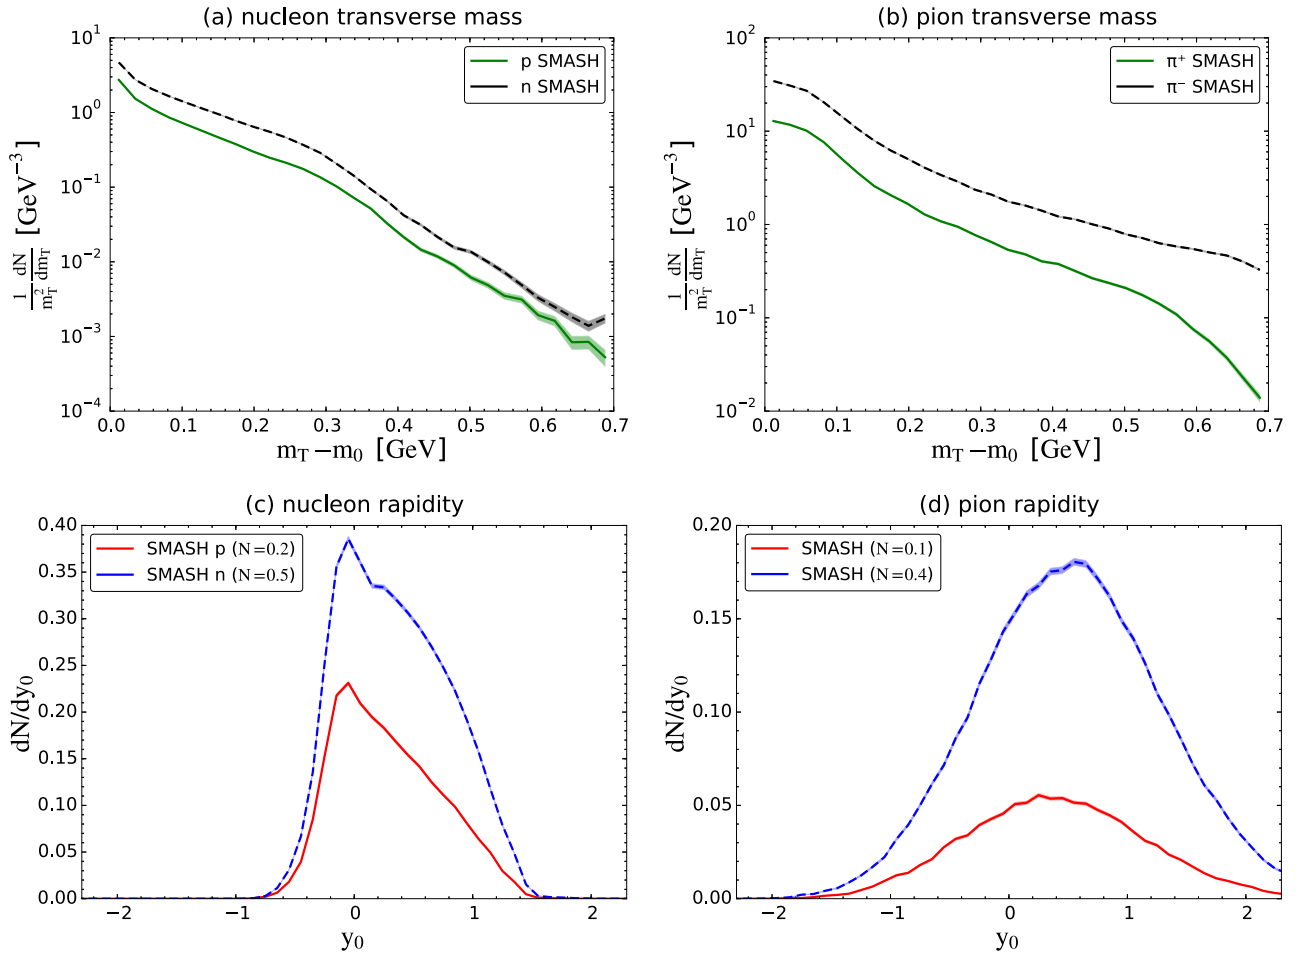 (a) nucleon transverse mass
10^1
10^0
10^−1
10^−2
10^−3
10^−4
1/m_T^2 dN/dm_T [GeV^−3]
p SMASH
n SMASH
0.0 0.1 0.2 0.3 0.4 0.5 0.6 0.7
m_T − m_0 [GeV]
(b) pion transverse mass
10^2
10^1
10^0
10^−1
10^−2
1/m_T^2 dN/dm_T [GeV^−3]
π^+ SMASH
π^− SMASH
0.0 0.1 0.2 0.3 0.4 0.5 0.6 0.7
m_T − m_0 [GeV]
(c) nucleon rapidity
0.40
0.35
0.30
0.25
0.20
0.15
0.10
0.05
0.00
dN/dy_0
SMASH p (N=0.2)
SMASH n (N=0.5)
−2 −1 0 1 2
y_0
(d) pion rapidity
0.20
0.15
0.10
0.05
0.00
dN/dy_0
SMASH (N=0.1)
SMASH (N=0.4)
−2 −1 0 1 2
y_0